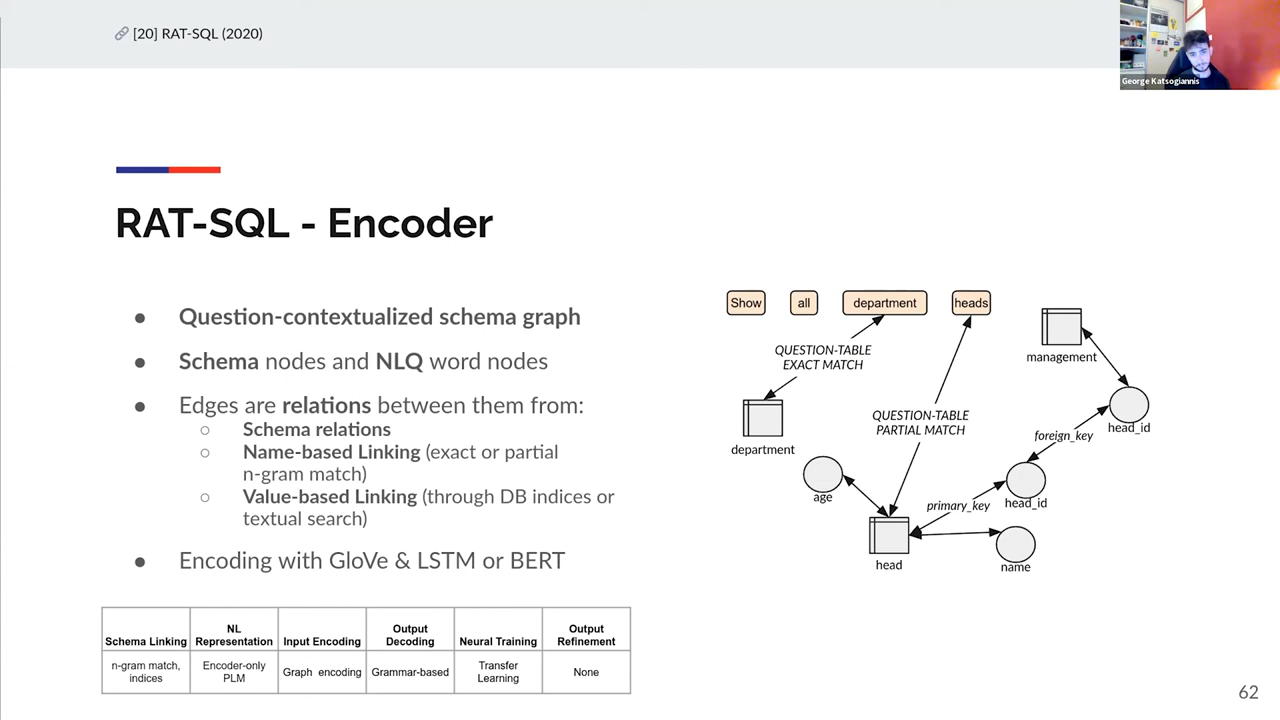 [20] RAT-SQL (2020)
George Katsogiannis
RAT-SQL - Encoder
● Question-contextualized schema graph
● Schema nodes and NLQ word nodes
● Edges are relations between them from:
○ Schema relations
○ Name-based Linking (exact or partial
n-gram match)
○ Value-based Linking (through DB indices or
textual search)
● Encoding with GloVe & LSTM or BERT
Show all department heads
QUESTION-TABLE
EXACT MATCH
management
QUESTION-TABLE
PARTIAL MATCH
head_id
foreign_key
department
age
primary_key
head_id
head
name
Schema Linking NL Representation Input Encoding Output Decoding Neural Training Output Refinement
n-gram match, indices Encoder-only PLM Graph encoding Grammar-based Transfer Learning None
62